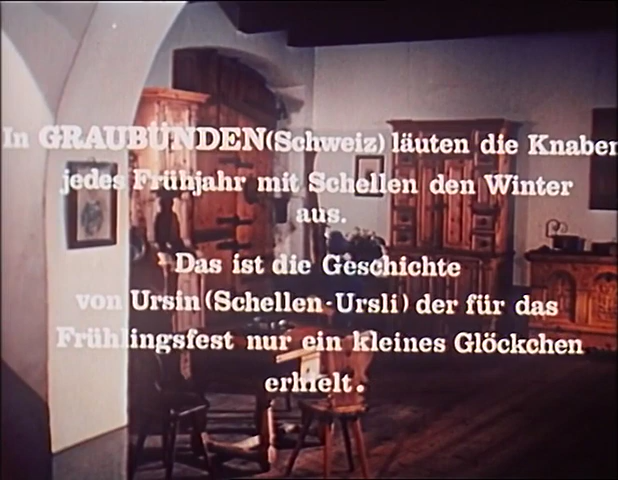 In GRAUBÜNDEN (Schweiz) läuten die Knaben
jedes Frühjahr mit Schellen den Winter
aus.
Das ist die Geschichte
von Ursin (Schellen-Ursli) der für das
Frühlingsfest nur ein kleines Glöckchen
erhielt.